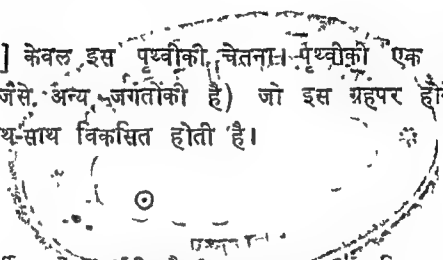 ] केवल इस पृथ्वीकी चेतना। पृथ्वीकी एक
जैसे अन्य जगतोंकी है) जो इस ग्रहपर
थ-साथ विकसित होती है।